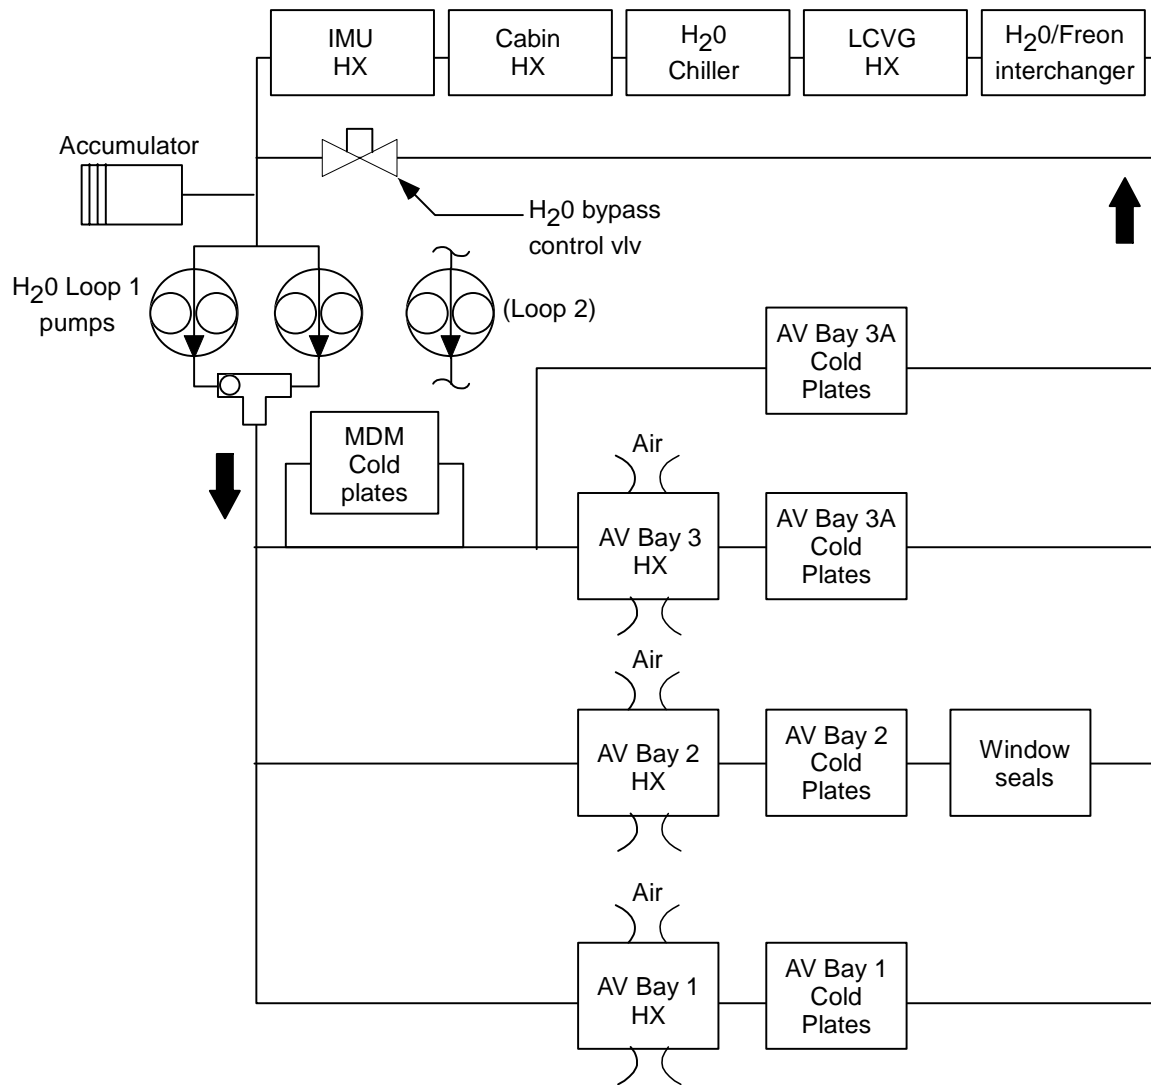 IMU
HX
Cabin
HX
H20
Chiller
LCVG
HX
H20/Freon
interchanger
Accumulator
H20 bypass
control vlv
H20 Loop 1
pumps
(Loop 2)
AV Bay 3A
Cold
Plates
MDM
Cold
plates
Air
AV Bay 3
HX
AV Bay 3A
Cold
Plates
Air
AV Bay 2
HX
AV Bay 2
Cold
Plates
Window
seals
Air
AV Bay 1
HX
AV Bay 1
Cold
Plates